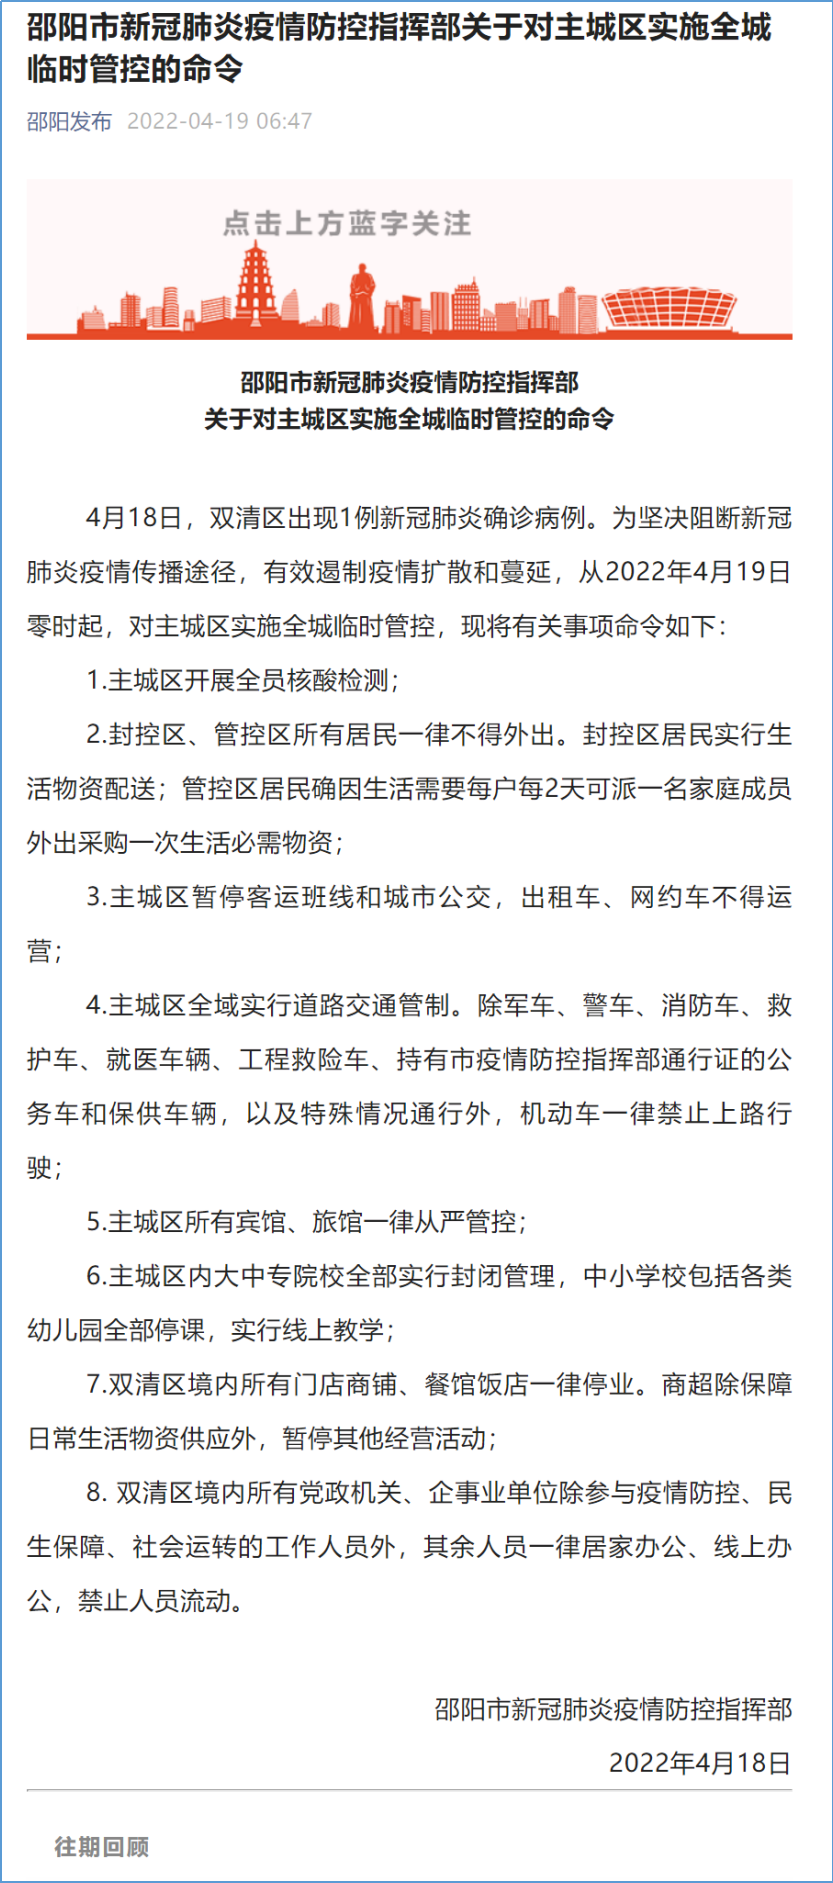 邵阳市新冠肺炎疫情防控指挥部关于对主城区实施全城
临时管控的命令
邵阳发布 2022-04-19 06:47
点击上方蓝字关注
邵阳市新冠肺炎疫情防控指挥部
关于对主城区实施全城临时管控的命令
4月18日，双清区出现1例新冠肺炎确诊病例。为坚决阻断新冠
肺炎疫情传播途径，有效遏制疫情扩散和蔓延，从2022年4月19日
零时起，对主城区实施全城临时管控，现将有关事项命令如下：
1.主城区开展全员核酸检测；
2.封控区、管控区所有居民一律不得外出。封控区居民实行生
活物资配送；管控区居民确因生活需要每户每2天可派一名家庭成员
外出采购一次生活必需物资；
3.主城区暂停客运班线和城市公交，出租车、网约车不得运
营；
4.主城区全域实行道路交通管制。除军车、警车、消防车、救
护车、就医车辆、工程救险车、持有市疫情防控指挥部通行证的公
务车和保供车辆，以及特殊情况通行外，机动车一律禁止上路行
驶；
5.主城区所有宾馆、旅馆一律从严管控；
6.主城区内大中专院校全部实行封闭管理，中小学校包括各类
幼儿园全部停课，实行线上教学；
7.双清区境内所有门店商铺、餐馆饭店一律停业。商超除保障
日常生活物资供应外，暂停其他经营活动；
8. 双清区境内所有党政机关、企事业单位除参与疫情防控、民
生保障、社会运转的工作人员外，其余人员一律居家办公、线上办
公，禁止人员流动。
邵阳市新冠肺炎疫情防控指挥部
2022年4月18日
往期回顾